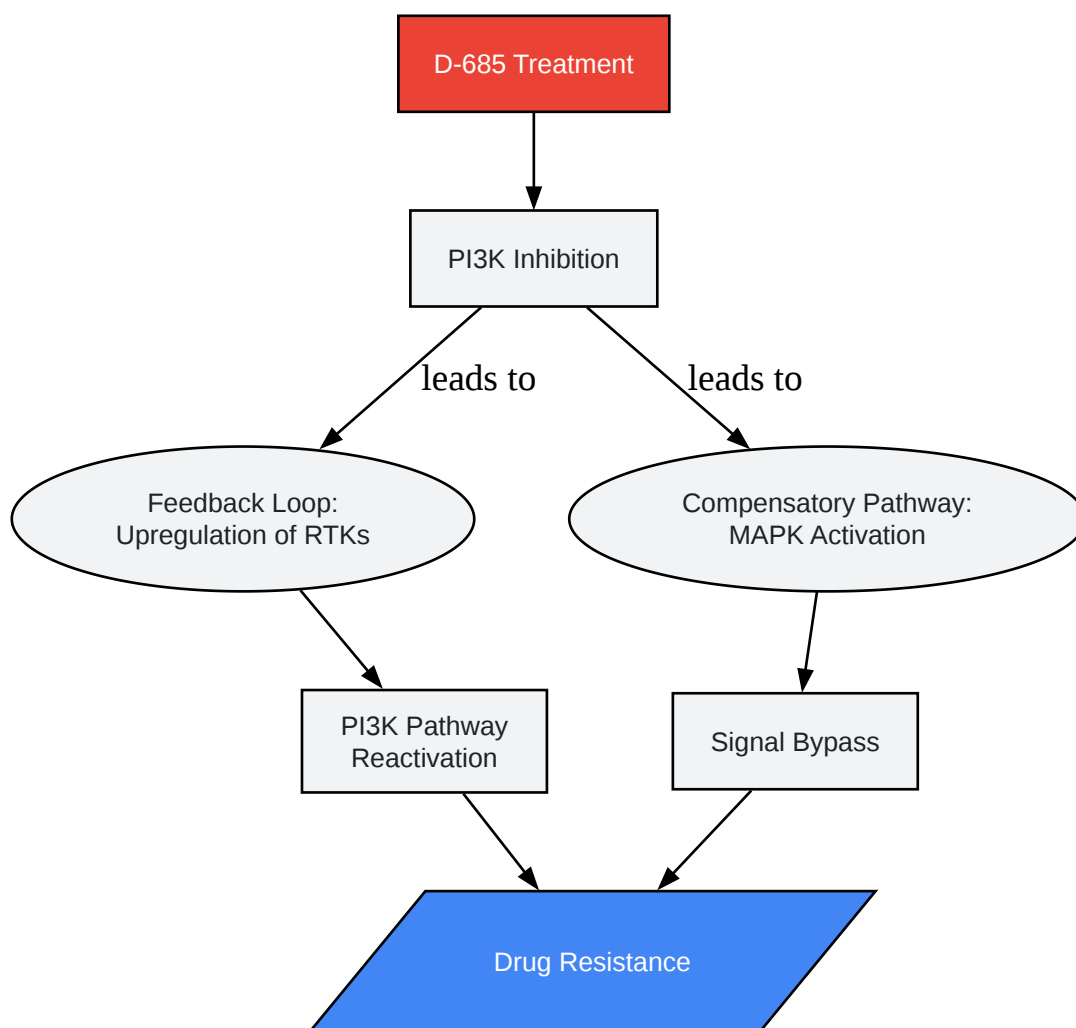 D-685 Treatment
PI3K Inhibition
leads to
leads to
Feedback Loop:
Upregulation of RTKs
Compensatory Pathway:
MAPK Activation
PI3K Pathway
Reactivation
Signal Bypass
Drug Resistance